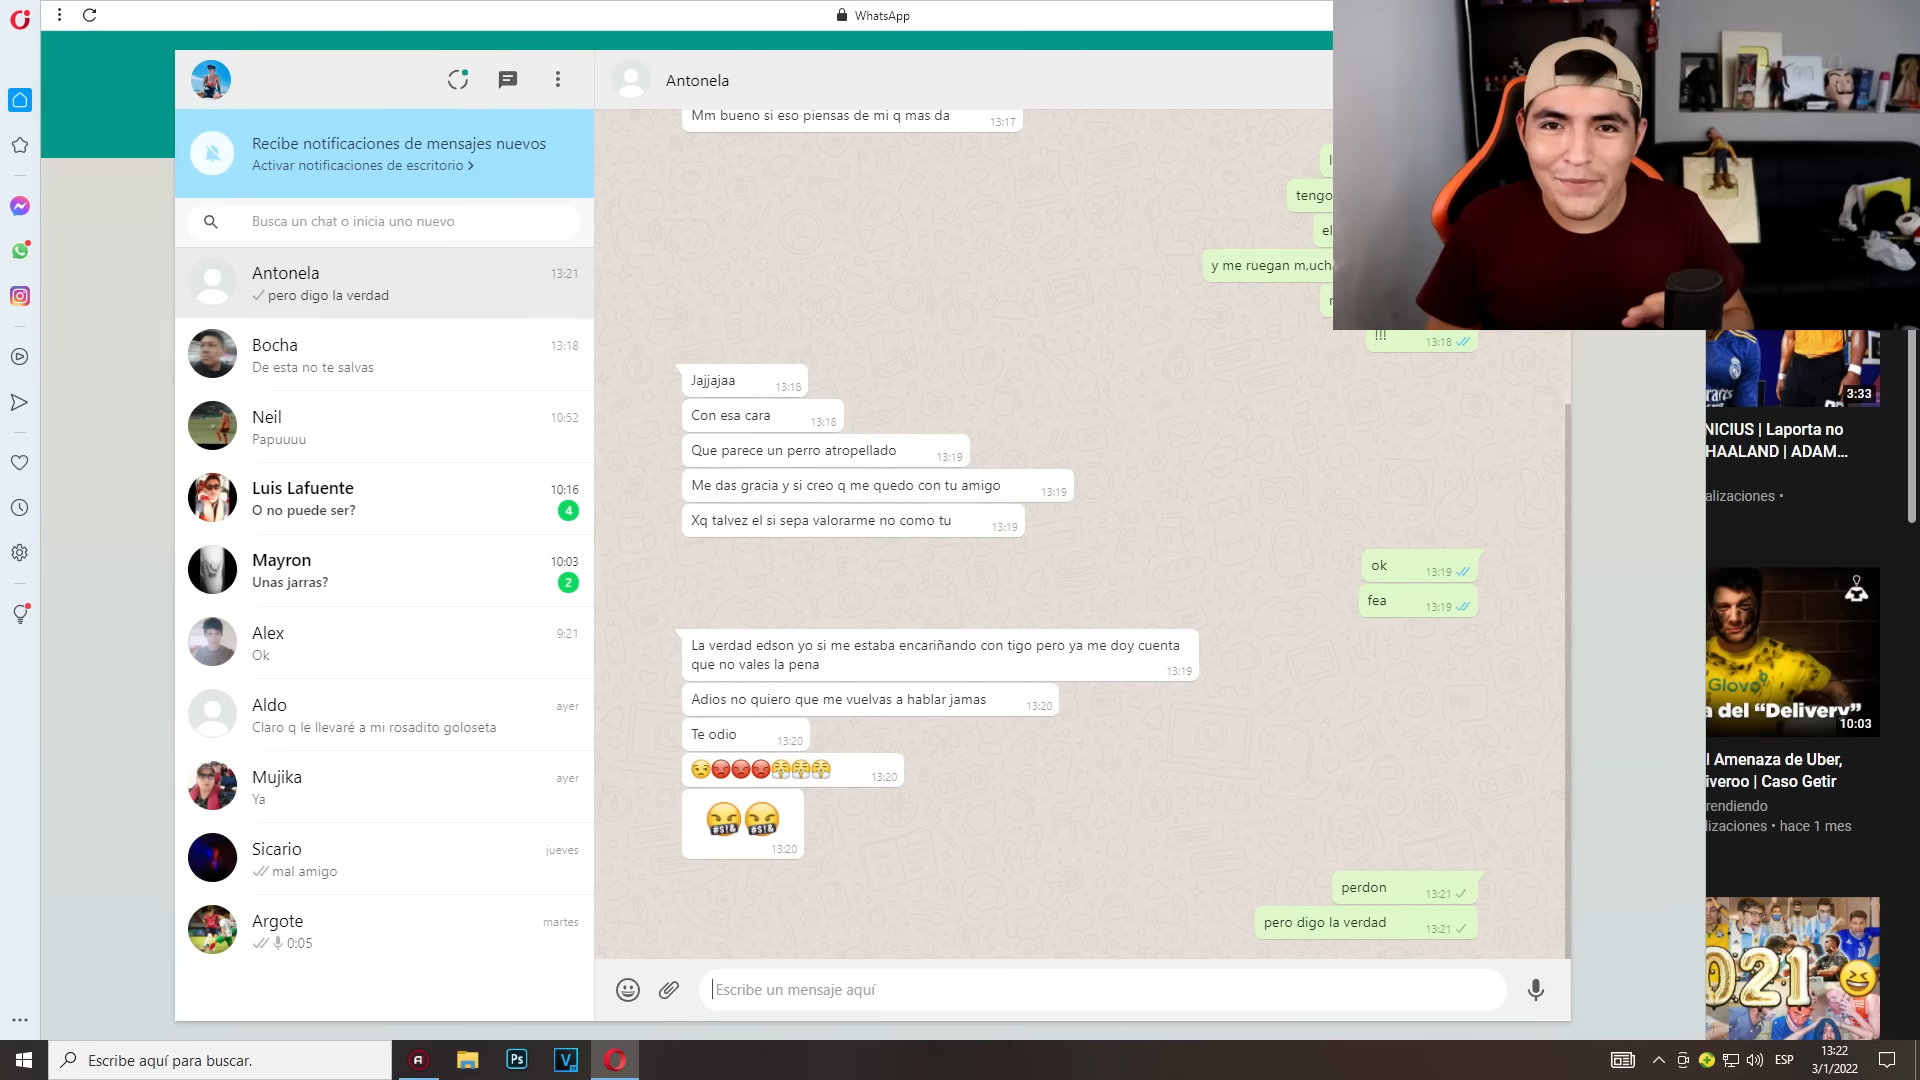 WhatsApp
Antonela
Recibe notificaciones de mensajes nuevos
Activar notificaciones de escritorio >
Busca un chat o inicia uno nuevo
Antonela 13:21
pero digo la verdad
Bocha 13:18
De esta no te salvas
Neil 10:52
Papuuuu
Luis Lafuente 10:16
O no puede ser? 4
Mayron 10:03
Unas jarras? 2
Alex 9:21
Ok
Aldo ayer
Claro q le llevaré a mi rosadito goloseta
Mujika ayer
Ya
Sicario jueves
mal amigo
Argote martes
0:05
Mm bueno si eso piensas de mi q mas da 13:17
tengo
el
y me ruegan m,uch
!!! 13:18
Jajjajaa 13:18
Con esa cara 13:18
Que parece un perro atropellado 13:19
Me das gracia y si creo q me quedo con tu amigo 13:19
Xq talvez el si sepa valorarme no como tu 13:19
ok 13:19
fea 13:19
La verdad edson yo si me estaba encariñando con tigo pero ya me doy cuenta
que no vales la pena 13:19
Adios no quiero que me vuelvas a hablar jamas 13:20
Te odio 13:20
😒😡😡😡😤😤😤 13:20
🤬🤬
13:20
perdon 13:21
pero digo la verdad 13:21
Escribe un mensaje aquí
3:33
NICIUS | Laporta no
HAALAND | ADAM...
alizaciones •
Glovo
a del “Delivery”
10:03
l Amenaza de Uber,
iveroo | Caso Getir
rendiendo
lizaciones • hace 1 mes
021
Escribe aquí para buscar.
Ps
V
ESP
13:22
3/1/2022